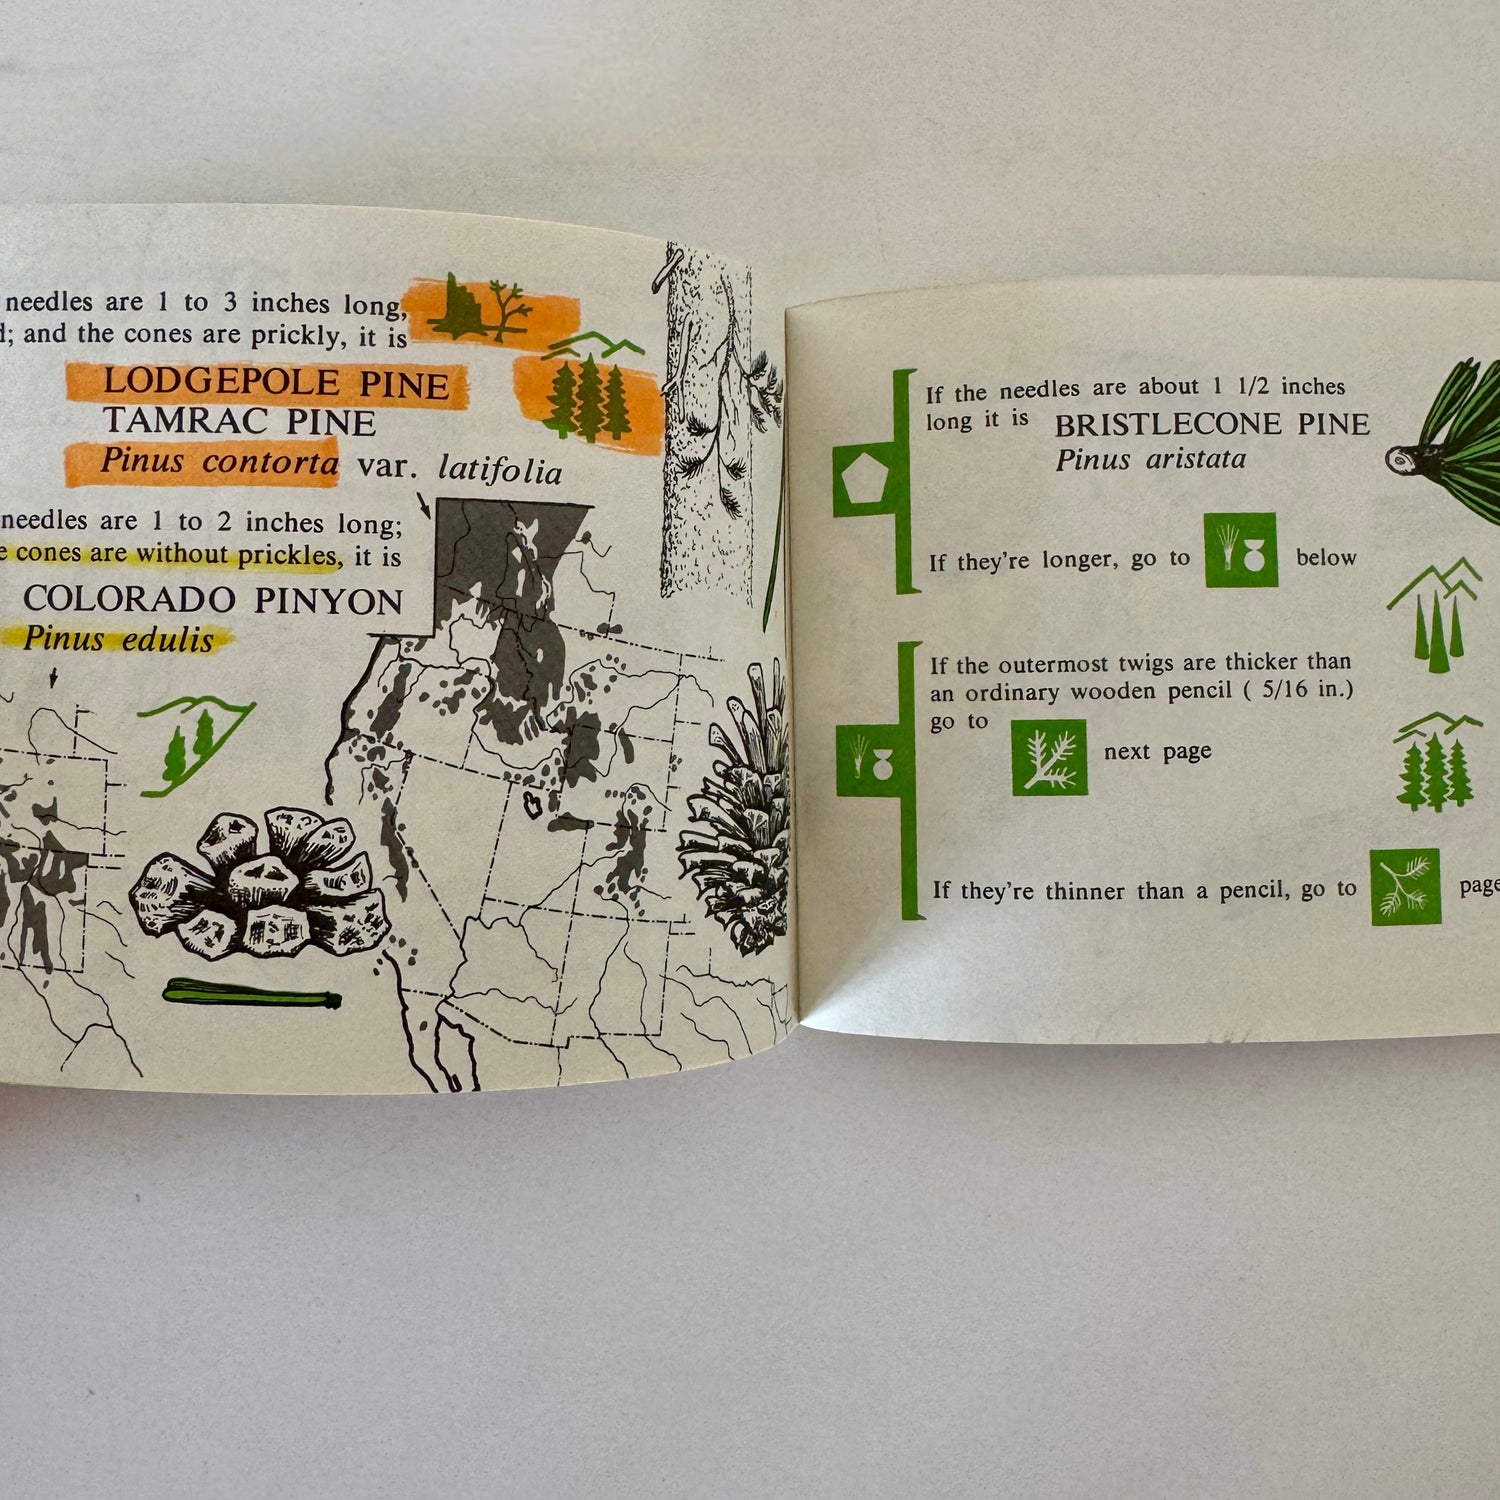 needles are 1 to 3 inches long,
; and the cones are prickly, it is
LODGEPOLE PINE
TAMRAC PINE
Pinus contorta var. latifolia
needles are 1 to 2 inches long;
cones are without prickles, it is
COLORADO PINYON
Pinus edulis
If the needles are about 1 1/2 inches
long it is BRISTLECONE PINE
Pinus aristata
If they're longer, go to below
If the outermost twigs are thicker than
an ordinary wooden pencil ( 5/16 in.)
go to
next page
If they're thinner than a pencil, go to page